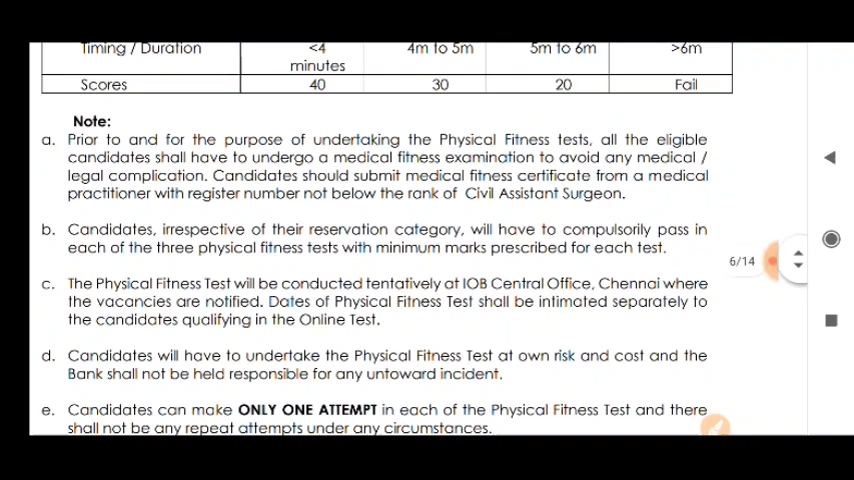 Timing / Duration <4 minutes 4m to 5m 5m to 6m >6m
Scores 40 30 20 Fail
Note:
a. Prior to and for the purpose of undertaking the Physical Fitness tests, all the eligible
candidates shall have to undergo a medical fitness examination to avoid any medical /
legal complication. Candidates should submit medical fitness certificate from a medical
practitioner with register number not below the rank of Civil Assistant Surgeon.
b. Candidates, irrespective of their reservation category, will have to compulsorily pass in
each of the three physical fitness tests with minimum marks prescribed for each test.
6/14
c. The Physical Fitness Test will be conducted tentatively at IOB Central Office, Chennai where
the vacancies are notified. Dates of Physical Fitness Test shall be intimated separately to
the candidates qualifying in the Online Test.
d. Candidates will have to undertake the Physical Fitness Test at own risk and cost and the
Bank shall not be held responsible for any untoward incident.
e. Candidates can make ONLY ONE ATTEMPT in each of the Physical Fitness Test and there
shall not be any repeat attempts under any circumstances.